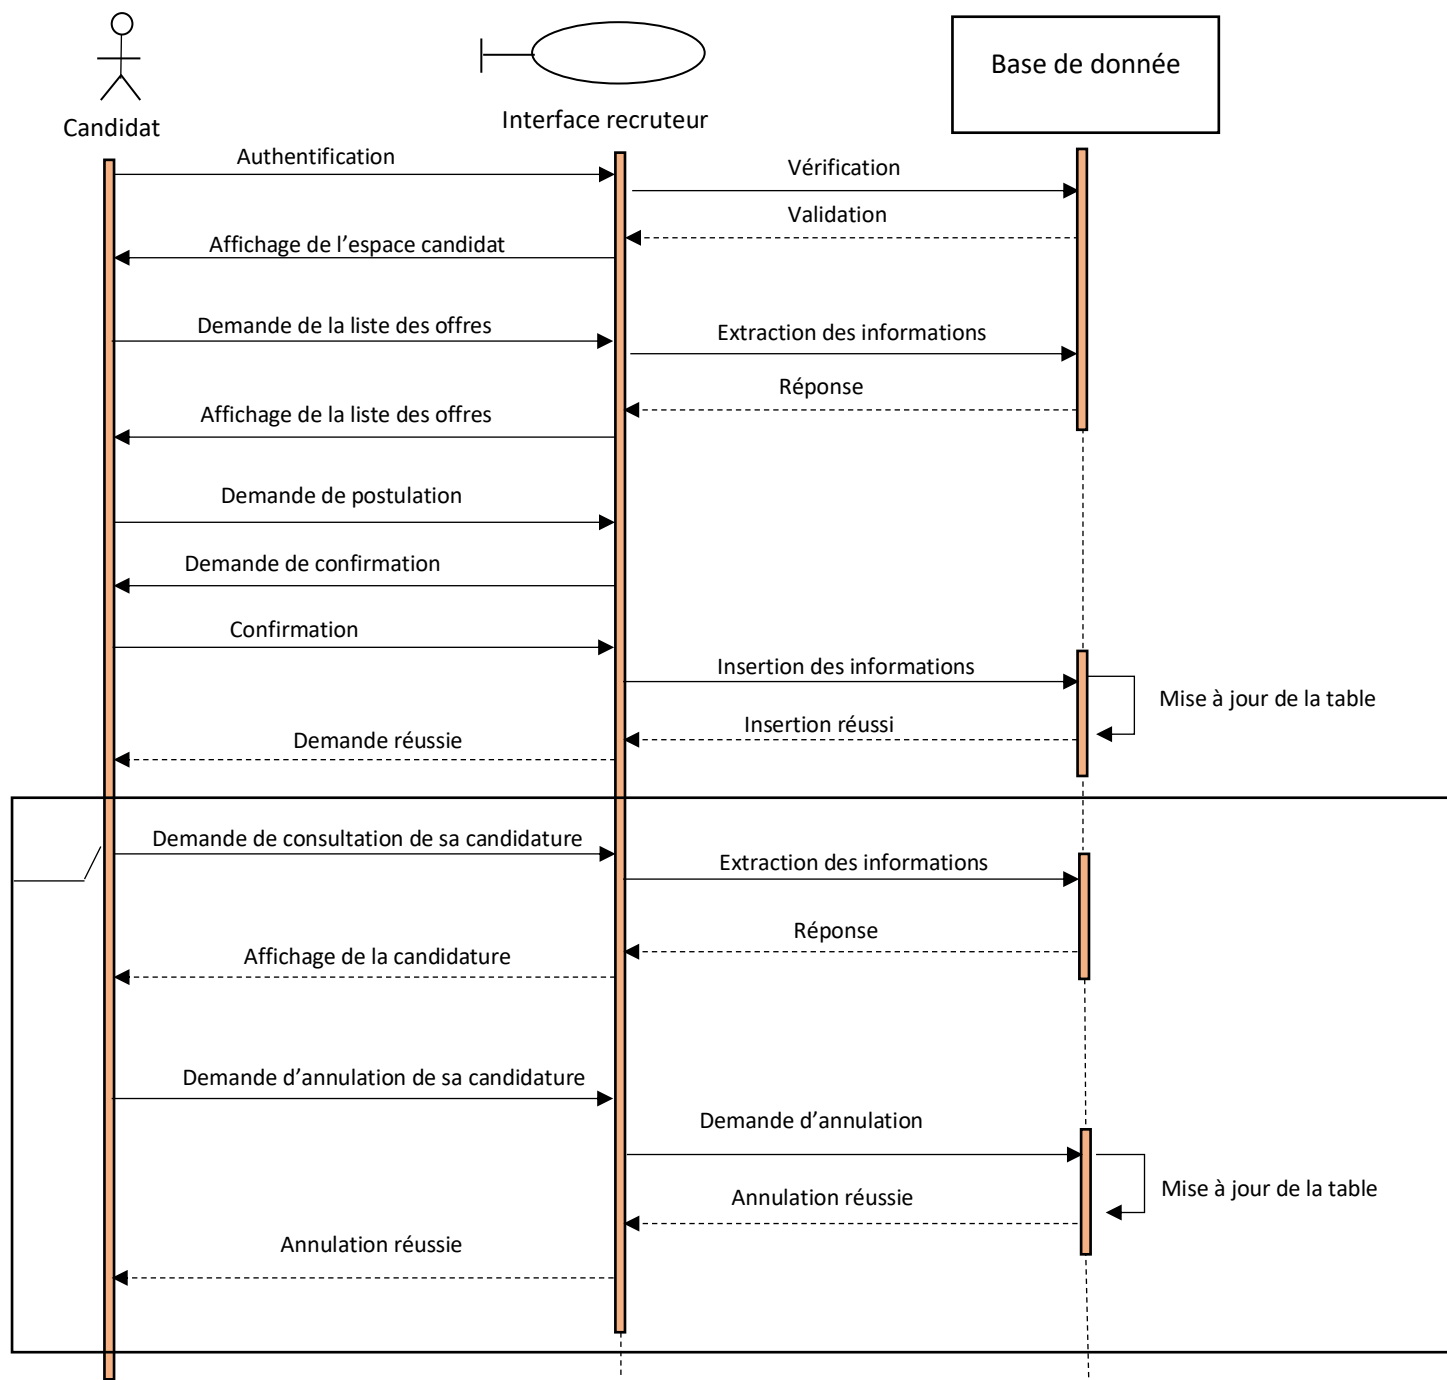 Base de donnée
Interface recruteur
Candidat
Authentification
Vérification
Validation
Affichage de l’espace candidat
Demande de la liste des offres
Extraction des informations
Réponse
Affichage de la liste des offres
Demande de postulation
Demande de confirmation
Confirmation
Insertion des informations
Mise à jour de la table
Insertion réussi
Demande réussie
Demande de consultation de sa candidature
Extraction des informations
Réponse
Affichage de la candidature
Demande d’annulation de sa candidature
Demande d’annulation
Mise à jour de la table
Annulation réussie
Annulation réussie